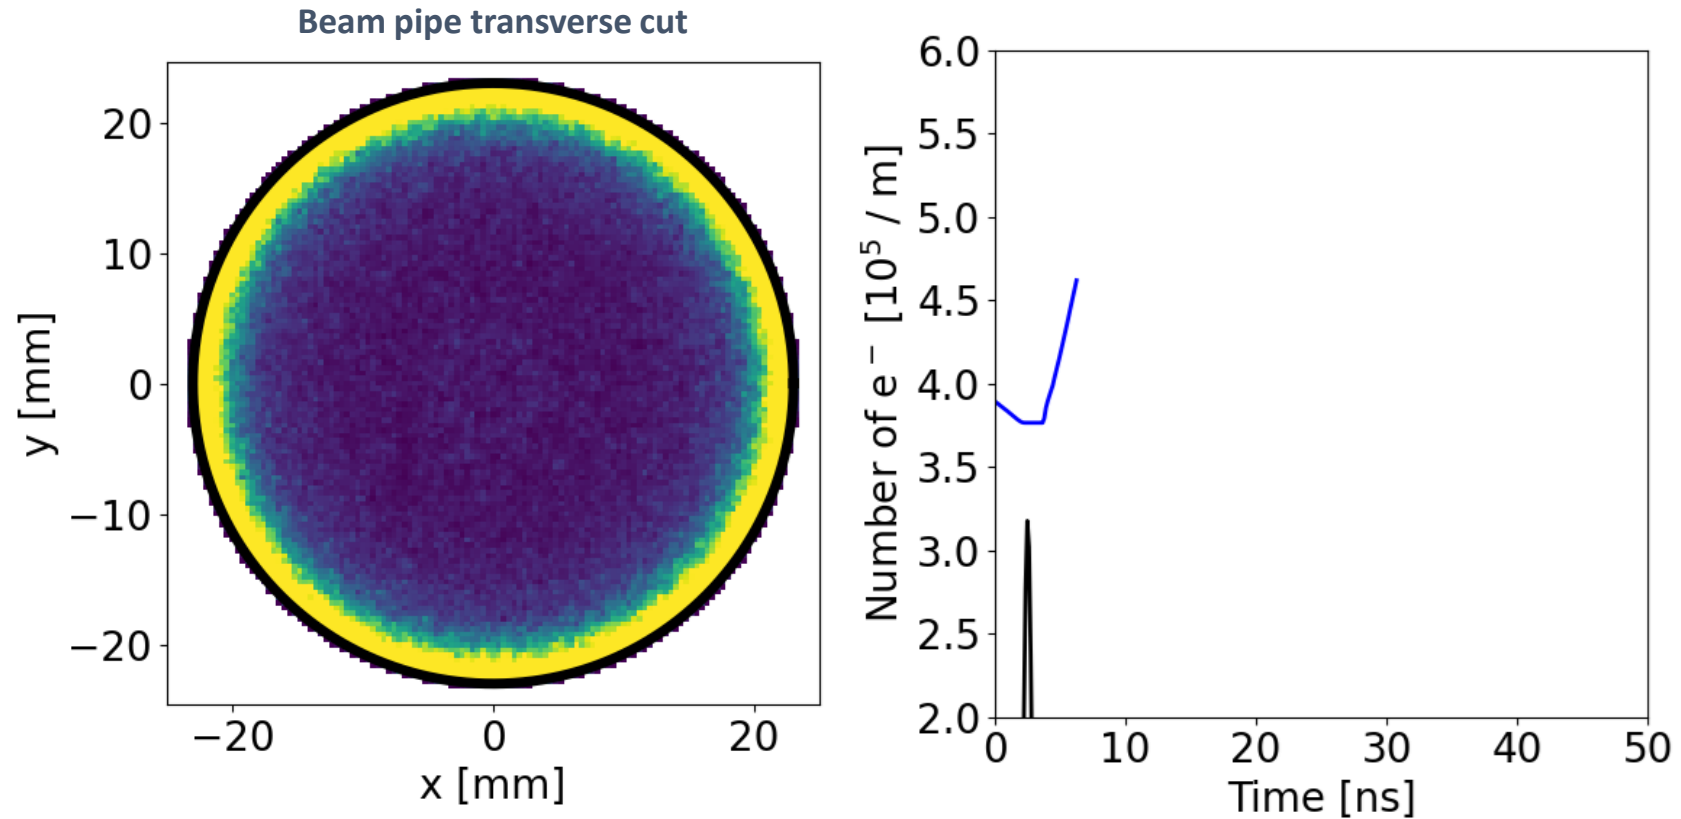 Beam pipe transverse cut
20
10
0
−10
−20
y [mm]
−20 0 20
x [mm]
6.0
5.5
5.0
4.5
4.0
3.5
3.0
2.5
2.0
Number of e⁻ [10⁵ / m]
0 10 20 30 40 50
Time [ns]